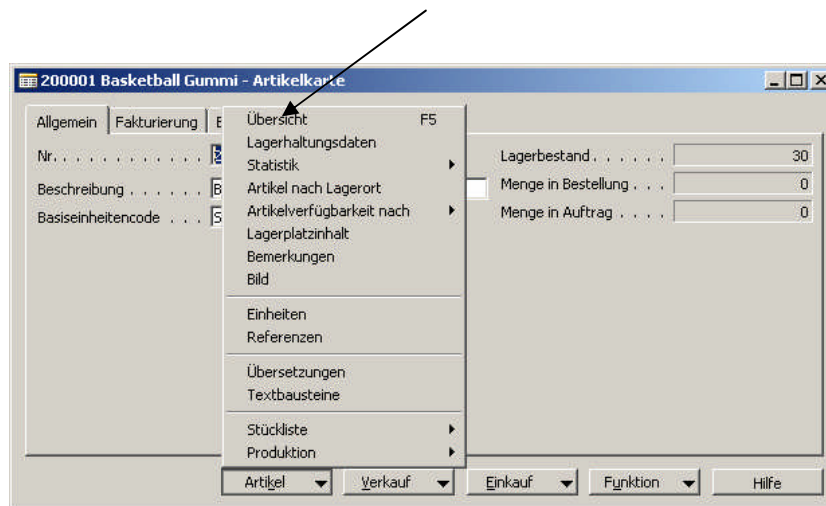 200001 Basketball Gummi - Artikelkarte
Allgemein Fakturierung
Übersicht F5
Lagerhaltungsdaten
Statistik
Artikel nach Lagerort
Artikelverfügbarkeit nach
Lagerplatzinhalt
Bemerkungen
Bild
Einheiten
Referenzen
Übersetzungen
Textbausteine
Stückliste
Produktion
Nr. . . . . . . . . . . .
Beschreibung . . . . . .
Basiseinheitencode . . .
Lagerbestand. . . . . . 30
Menge in Bestellung . . . 0
Menge in Auftrag . . . . 0
Artikel Verkauf Einkauf Funktion Hilfe